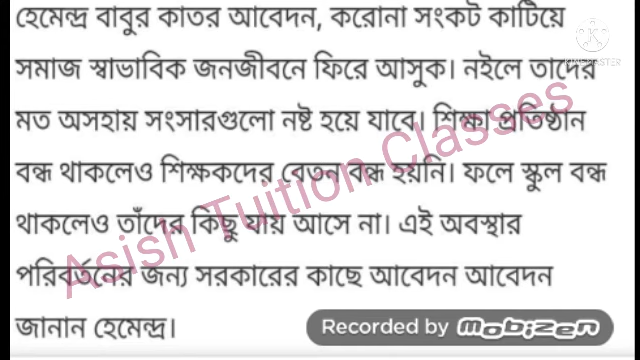 হেমেন্দ্র বাবুর কাতর আবেদন, করোনা সংকট কাটিয়ে
সমাজ স্বাভাবিক জনজীবনে ফিরে আসুক। নইলে তাদের
মত অসহায় সংসারগুলো নষ্ট হয়ে যাবে। শিক্ষা প্রতিষ্ঠান
বন্ধ থাকলেও শিক্ষকদের বেতন বন্ধ হয়নি। ফলে স্কুল বন্ধ
থাকলেও তাঁদের কিছু যায় আসে না। এই অবস্থার
পরিবর্তনের জন্য সরকারের কাছে আবেদন আবেদন
জানান হেমেন্দ্র।
Asish Tuition Classes
KINEMASTER
Recorded by mobizen